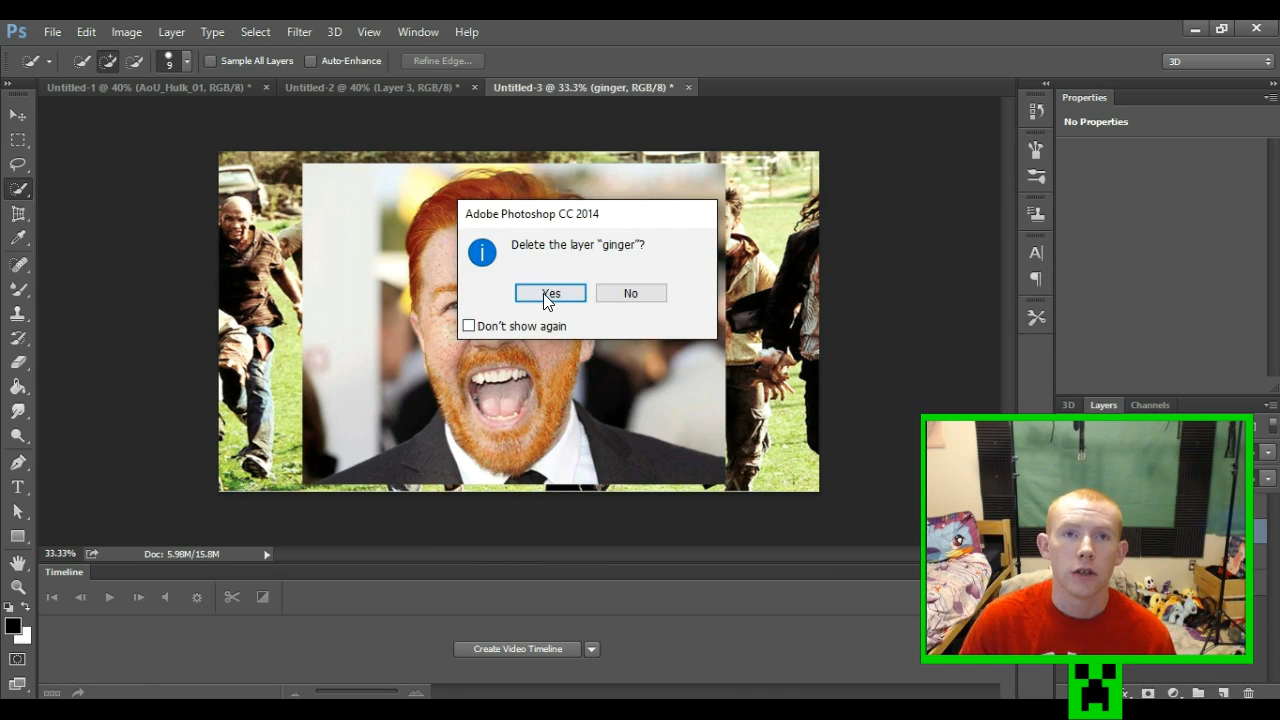 Ps File Edit Image Layer Type Select Filter 3D View Window Help
9 Sample All Layers Auto-Enhance Refine Edge... 3D
Untitled-1 @ 40% (AoU_Hulk_01, RGB/8) * × Untitled-2 @ 40% (Layer 3, RGB/8) * × Untitled-3 @ 33.3% (ginger, RGB/8) * ×
Properties
No Properties
Adobe Photoshop CC 2014
Delete the layer “ginger”?
Yes No
Don't show again
3D Layers Channels
33.33% Doc: 5.98M/15.8M
Timeline
Create Video Timeline